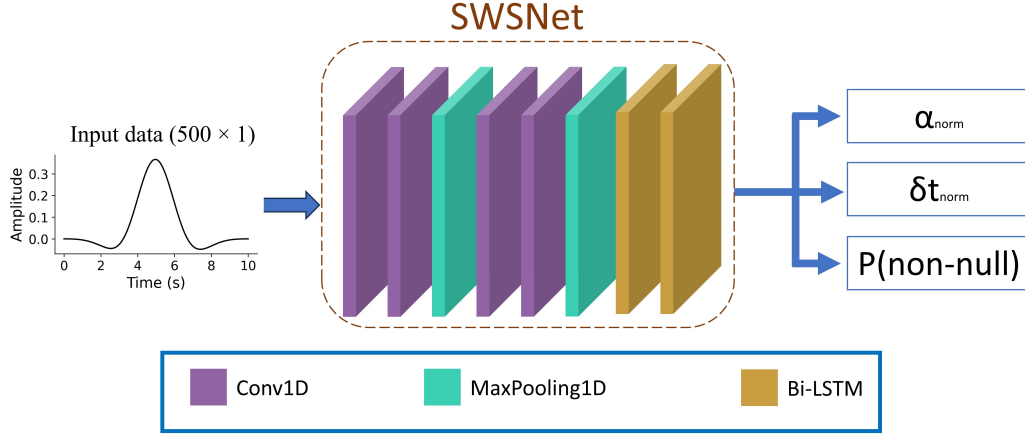 SWSNet
Input data (500 × 1)
Amplitude
0.3
0.2
0.1
0.0
0 2 4 6 8 10
Time (s)
αnorm
δtnorm
P(non-null)
Conv1D
MaxPooling1D
Bi-LSTM